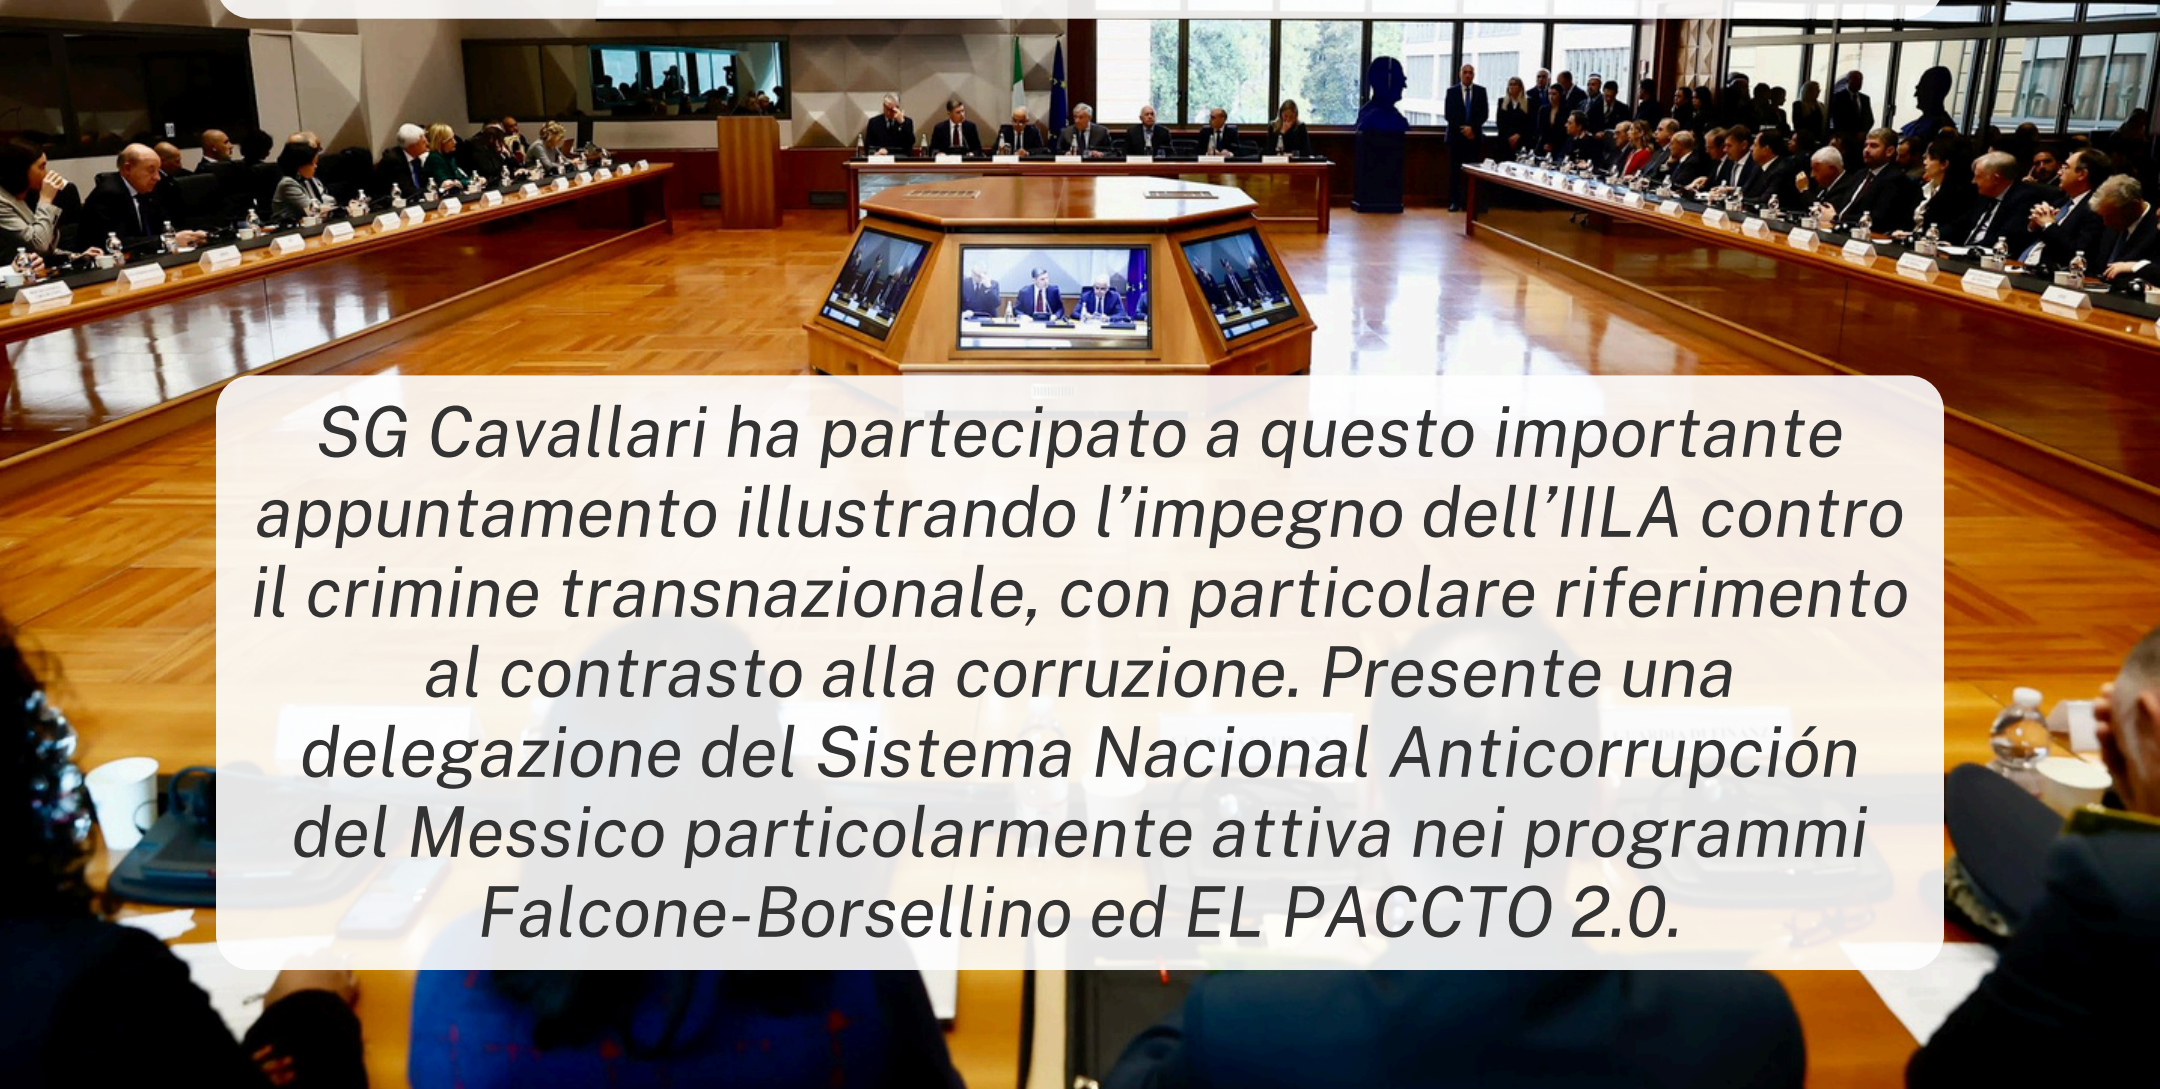 SG Cavallari ha partecipato a questo importante
appuntamento illustrando l’impegno dell’IILA contro
il crimine transnazionale, con particolare riferimento
al contrasto alla corruzione. Presente una
delegazione del Sistema Nacional Anticorrupción
del Messico particolarmente attiva nei programmi
Falcone-Borsellino ed EL PACCTO 2.0.